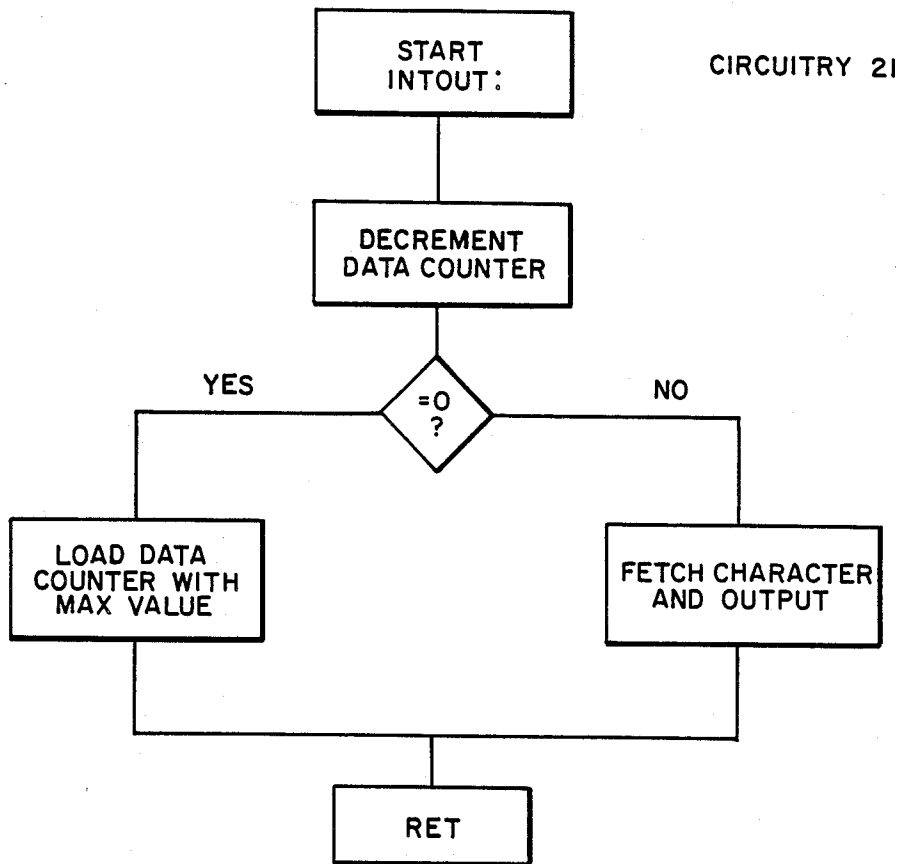 START
INTOUT:
CIRCUITRY 21
DECREMENT
DATA COUNTER
YES
=0
?
NO
LOAD DATA
COUNTER WITH
MAX VALUE
FETCH CHARACTER
AND OUTPUT
RET